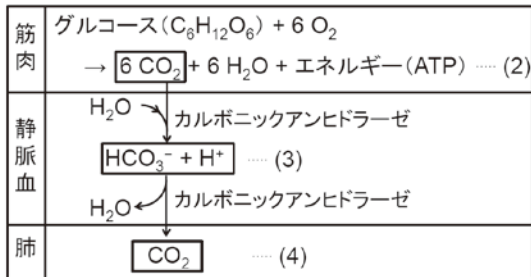 筋肉
グルコース(C₆H₁₂O₆) + 6 O₂
→ 6 CO₂ + 6 H₂O + エネルギー(ATP) ····· (2)
静脈血
H₂O
カルボニックアンヒドラーゼ
HCO₃⁻ + H⁺ ····· (3)
カルボニックアンヒドラーゼ
H₂O
肺
CO₂ ····· (4)